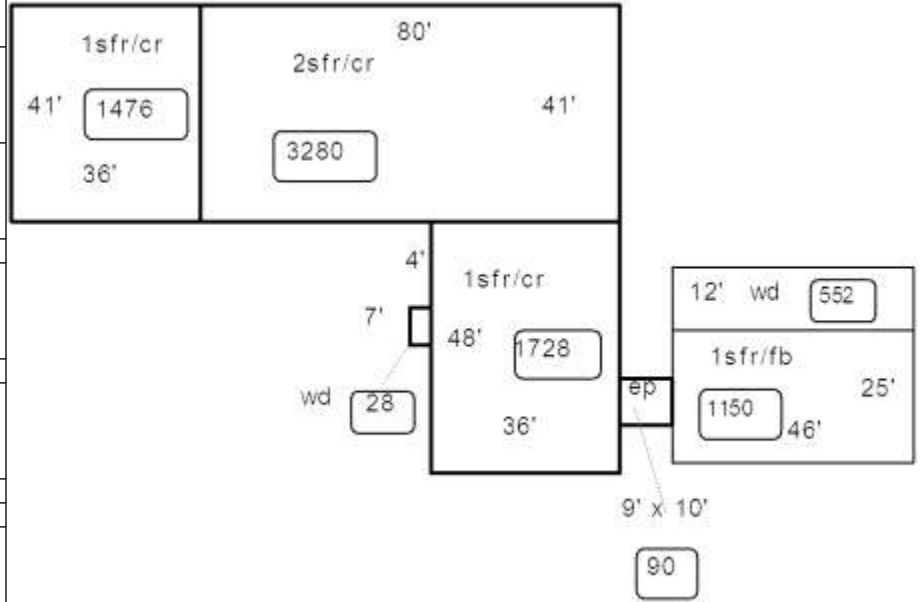 80'
1sfr/cr
2sfr/cr
41'
1476
41'
3280
36'
4'
1sfr/cr
12' wd 552
7'
48'
1728
1sfr/fb
ep
25'
wd 28
1150
36'
46'
9' x 10'
90